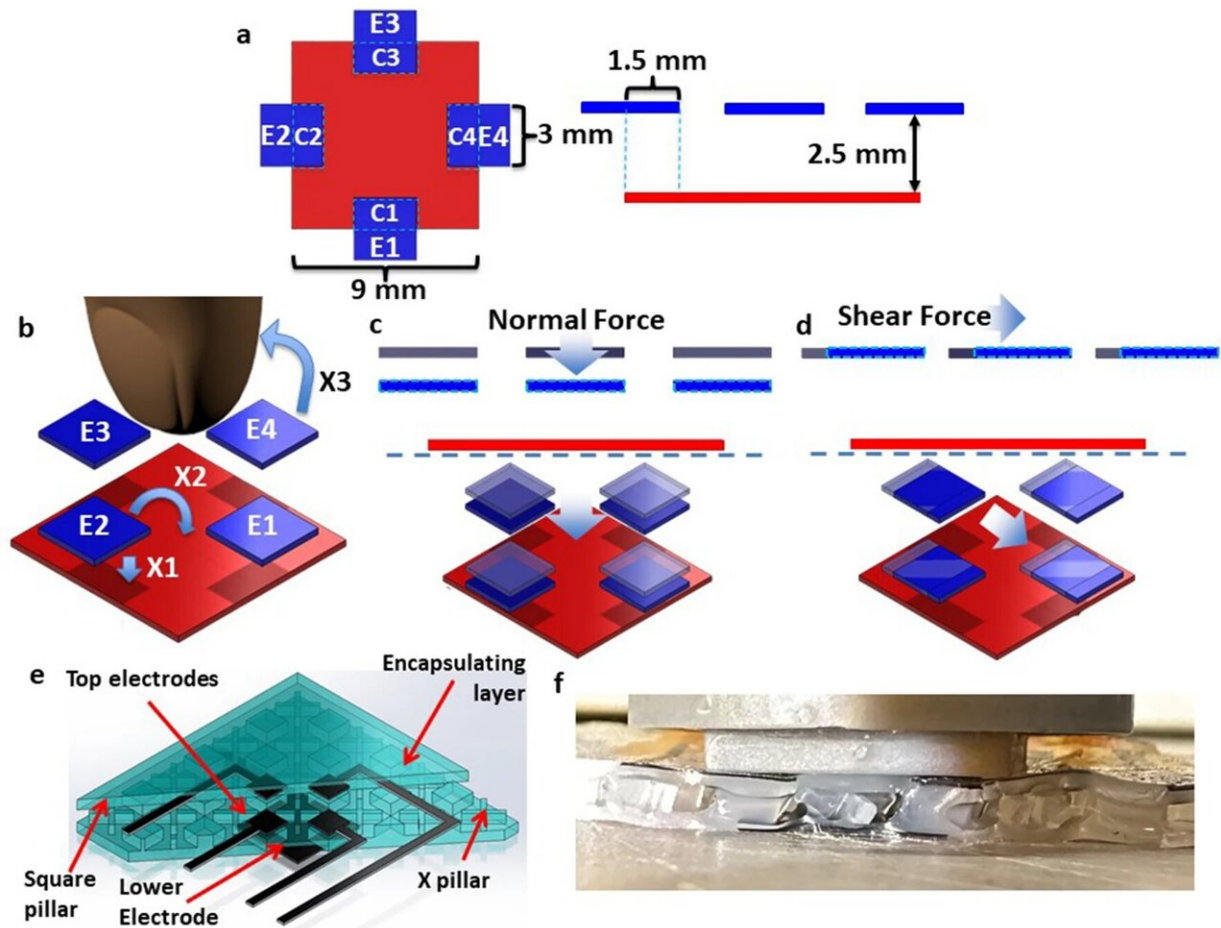 a
E3
C3
E2 C2
C4 E4
3 mm
C1
E1
9 mm
1.5 mm
2.5 mm
b
X3
E3
E4
X2
E2
E1
X1
c
Normal Force
d
Shear Force
e
Top electrodes
Encapsulating
layer
Square
pillar
Lower
Electrode
X pillar
f